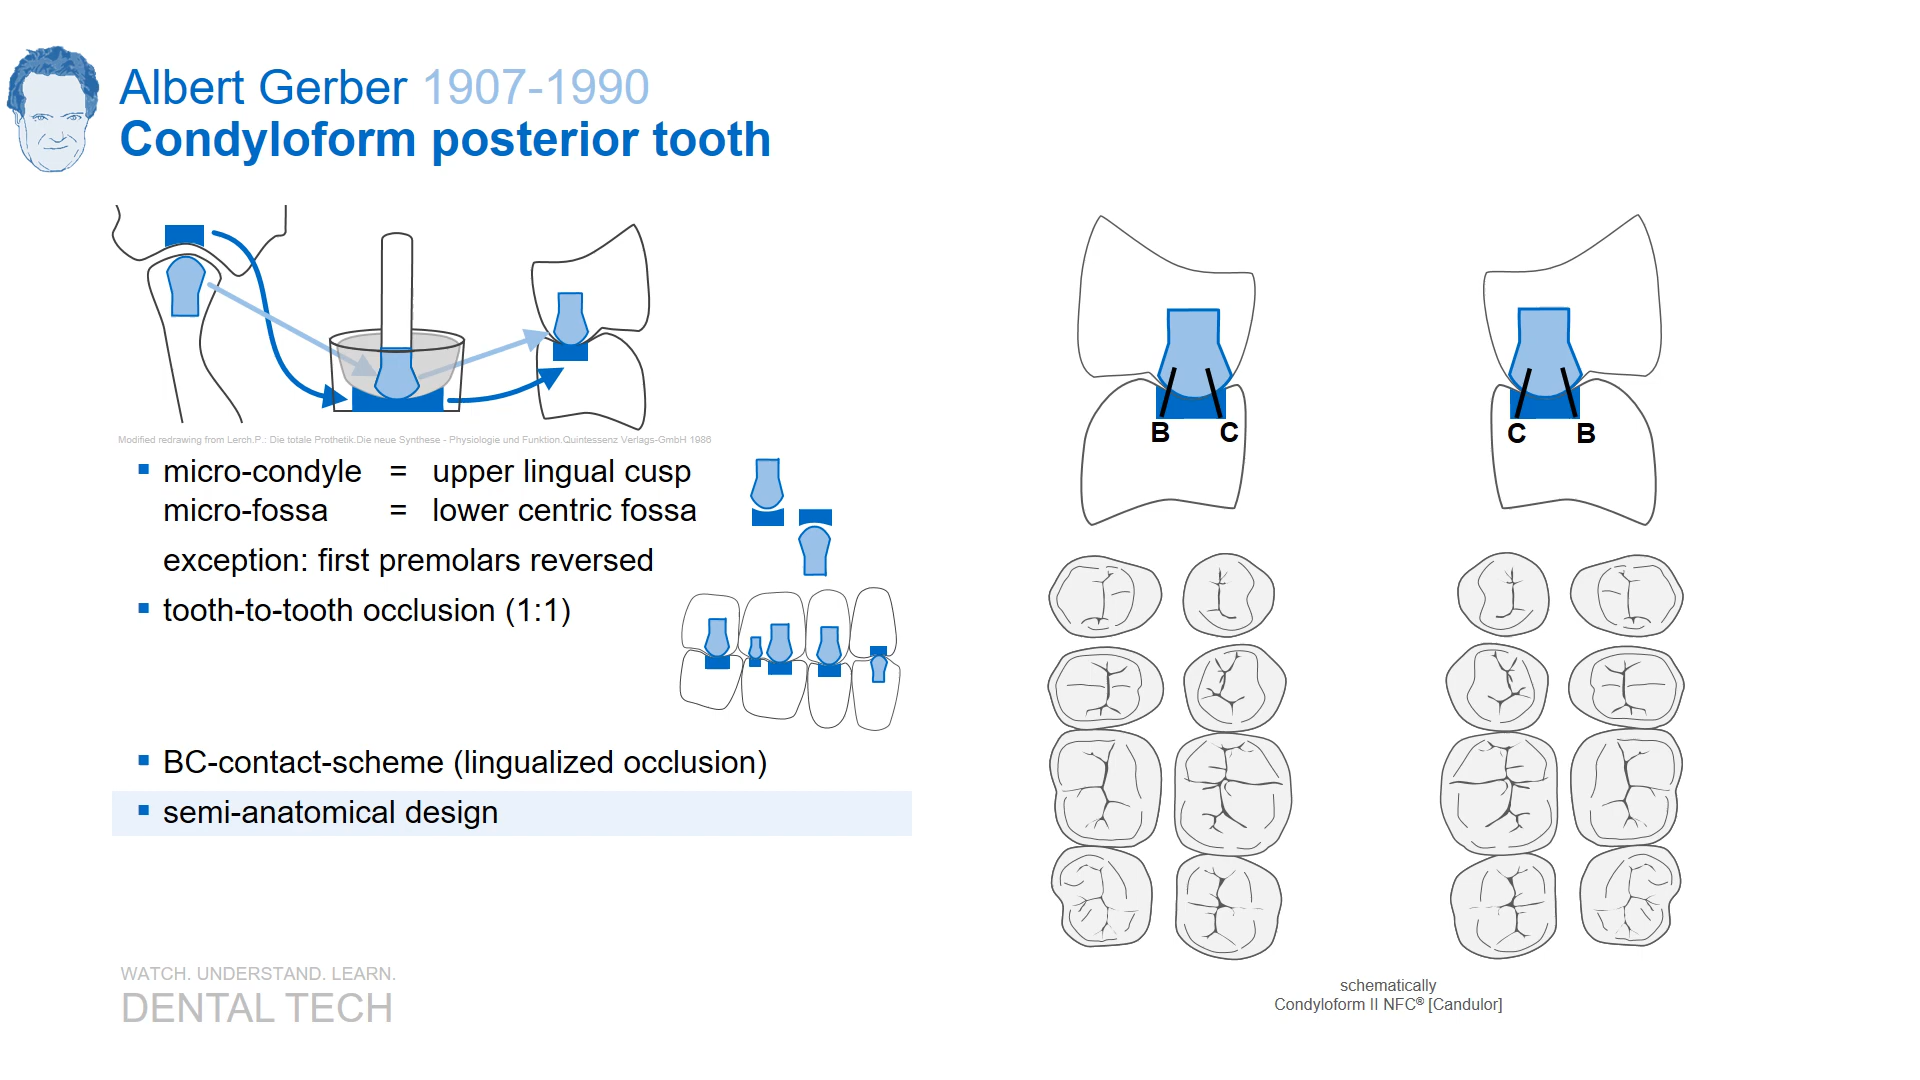 Albert Gerber 1907-1990
Condyloform posterior tooth
Modified redrawing from Lerch.P.: Die totale Prothetik.Die neue Synthese - Physiologie und Funktion.Quintessenz Verlags-GmbH 1986
micro-condyle = upper lingual cusp
micro-fossa = lower centric fossa
exception: first premolars reversed
tooth-to-tooth occlusion (1:1)
BC-contact-scheme (lingualized occlusion)
semi-anatomical design
B C
C B
schematically
Condyloform II NFC® [Candulor]
WATCH. UNDERSTAND. LEARN.
DENTAL TECH